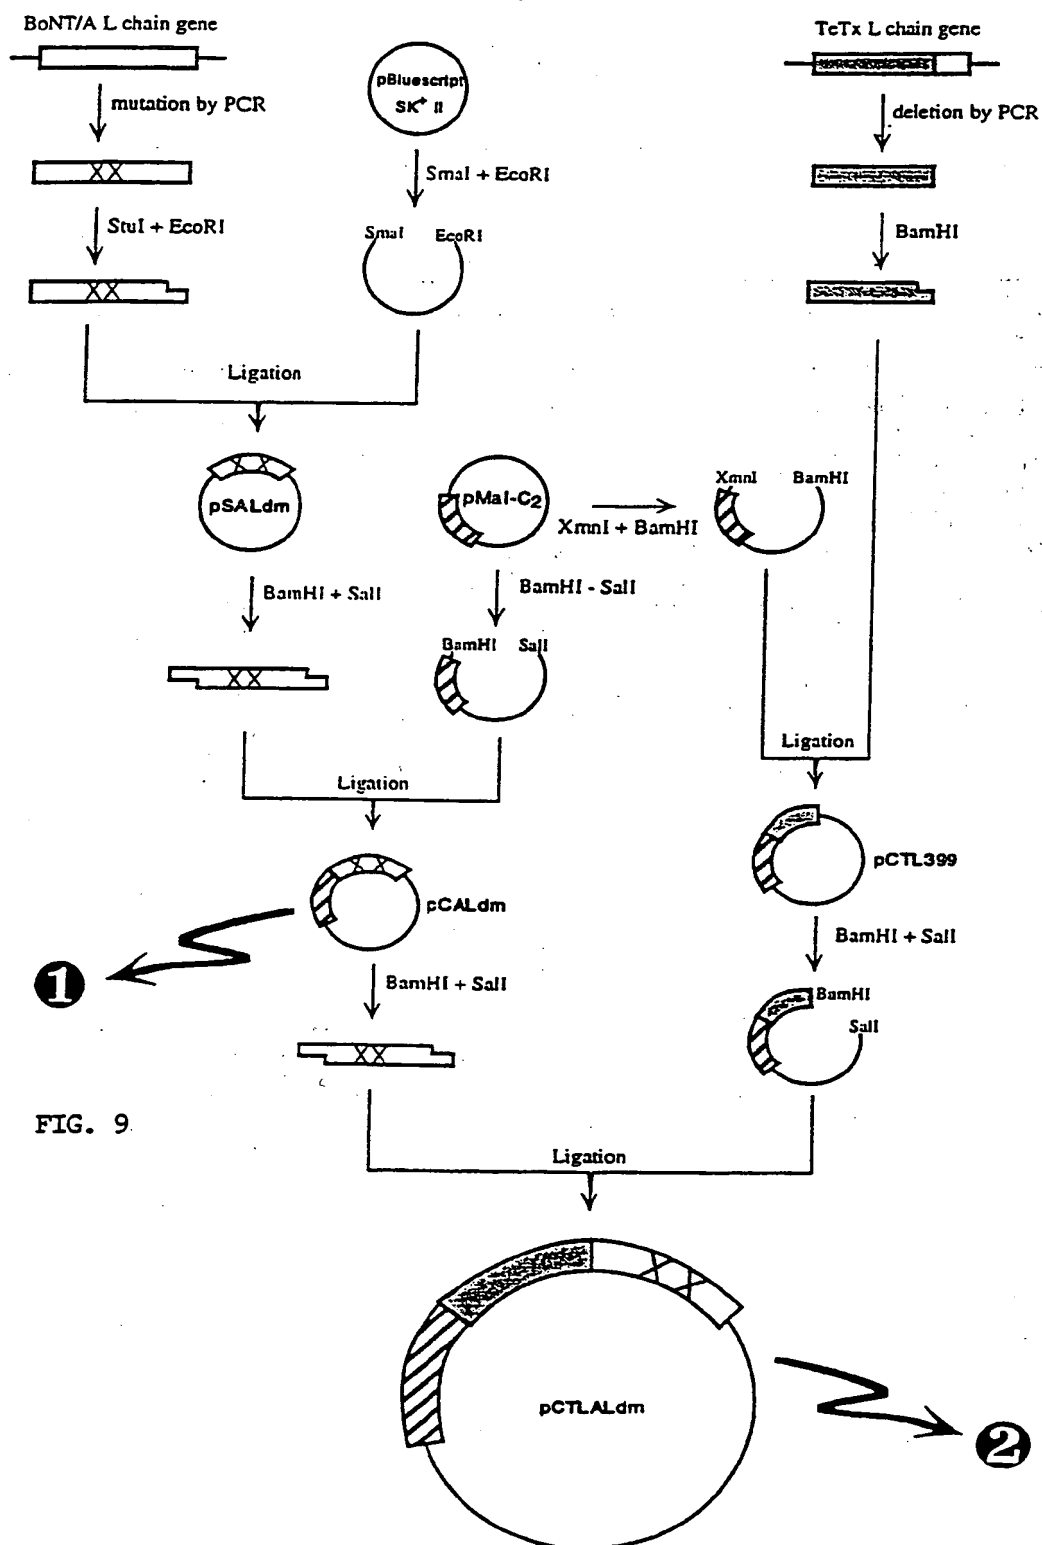 BoNT/A L chain gene
TeTx L chain gene
pBluescript
SK+ II
mutation by PCR
deletion by PCR
SmaI + EcoRI
StuI + EcoRI
SmaI EcoRI
BamHI
Ligation
pSALdm
pMal-C2
XmnI BamHI
XmnI + BamHI
BamHI + SalI
BamHI - SalI
BamHI SalI
Ligation
Ligation
pCALdm
pCTL399
BamHI + SalI
1
BamHI + SalI
BamHI
SalI
FIG. 9
Ligation
pCTLALdm
2